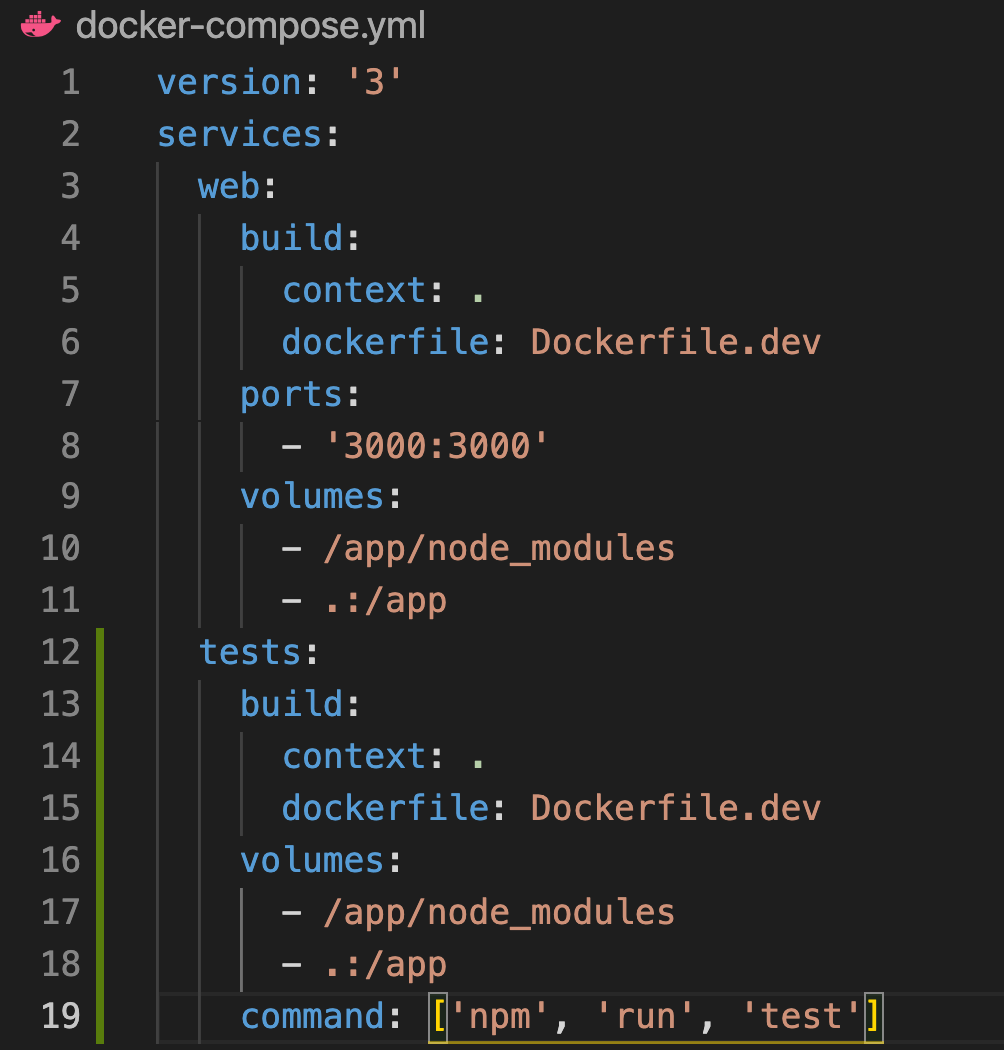 docker-compose.yml
1 version: '3'
2 services:
3   web:
4     build:
5       context: .
6       dockerfile: Dockerfile.dev
7     ports:
8       - '3000:3000'
9     volumes:
10       - /app/node_modules
11       - .:/app
12   tests:
13     build:
14       context: .
15       dockerfile: Dockerfile.dev
16     volumes:
17       - /app/node_modules
18       - .:/app
19     command: ['npm', 'run', 'test']